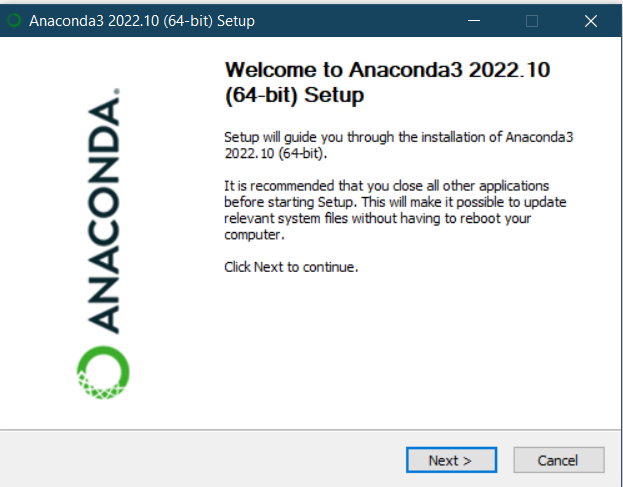 Anaconda3 2022.10 (64-bit) Setup
ANACONDA.
Welcome to Anaconda3 2022.10
(64-bit) Setup
Setup will guide you through the installation of Anaconda3
2022.10 (64-bit).
It is recommended that you close all other applications
before starting Setup. This will make it possible to update
relevant system files without having to reboot your
computer.
Click Next to continue.
Next >
Cancel